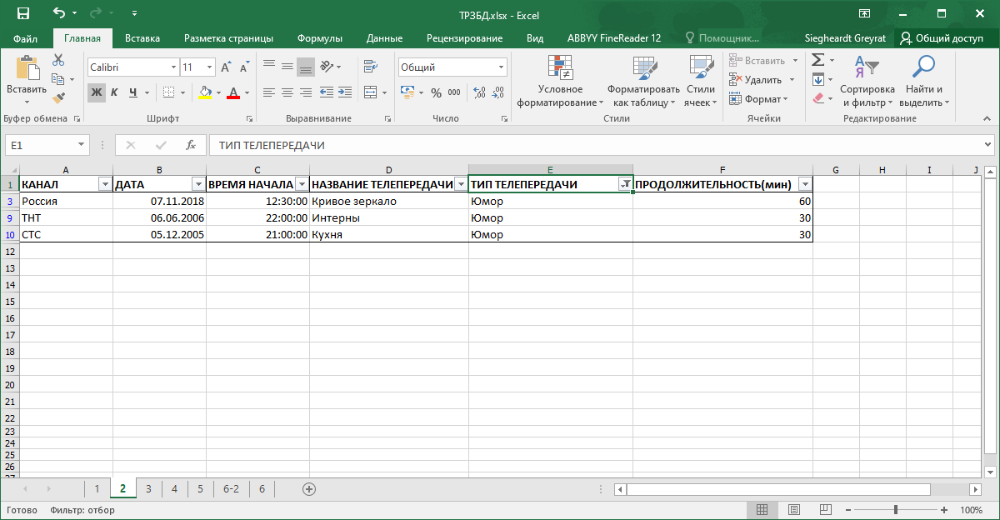 ТРЗБД.xlsx - Excel
Файл Главная Вставка Разметка страницы Формулы Данные Рецензирование Вид ABBYY FineReader 12 Помощник... Siegheardt Greyrat Общий доступ
Вставить
Calibri 11
Ж К Ч
Общий
% 000
Условное форматирование
Форматировать как таблицу
Стили ячеек
Вставить
Удалить
Формат
Сортировка и фильтр
Найти и выделить
Буфер обмена Шрифт Выравнивание Число Стили Ячейки Редактирование
E1 fx ТИП ТЕЛЕПЕРЕДАЧИ
A B C D E F G H I J
1 КАНАЛ ДАТА ВРЕМЯ НАЧАЛА НАЗВАНИЕ ТЕЛЕПЕРЕДАЧИ ТИП ТЕЛЕПЕРЕДАЧИ ПРОДОЛЖИТЕЛЬНОСТЬ(мин)
3 Россия 07.11.2018 12:30:00 Кривое зеркало Юмор 60
9 ТНТ 06.06.2006 22:00:00 Интерны Юмор 30
10 СТС 05.12.2005 21:00:00 Кухня Юмор 30
12
13
14
15
16
17
18
19
20
21
22
23
24
25
26
27
1 2 3 4 5 6-2 6
Готово Фильтр: отбор 100%